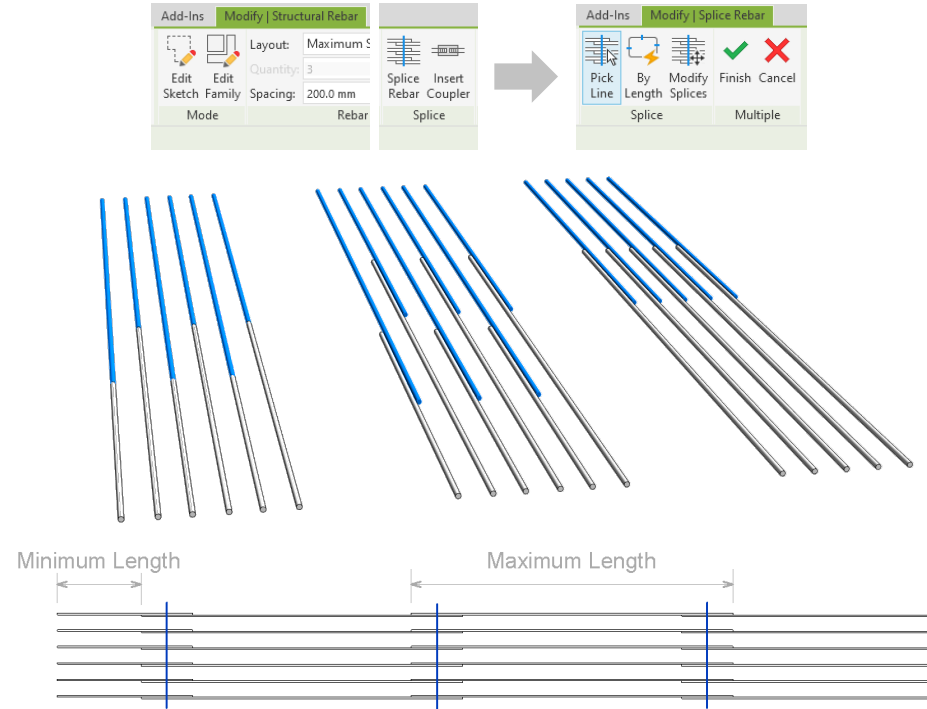 Add-Ins Modify | Structural Rebar
Layout: Maximum S
Quantity: 3
Spacing: 200.0 mm
Edit Sketch
Edit Family
Mode
Rebar
Splice Rebar
Insert Coupler
Splice
Add-Ins Modify | Splice Rebar
Pick Line
By Length
Modify Splices
Finish
Cancel
Splice
Multiple
Minimum Length
Maximum Length